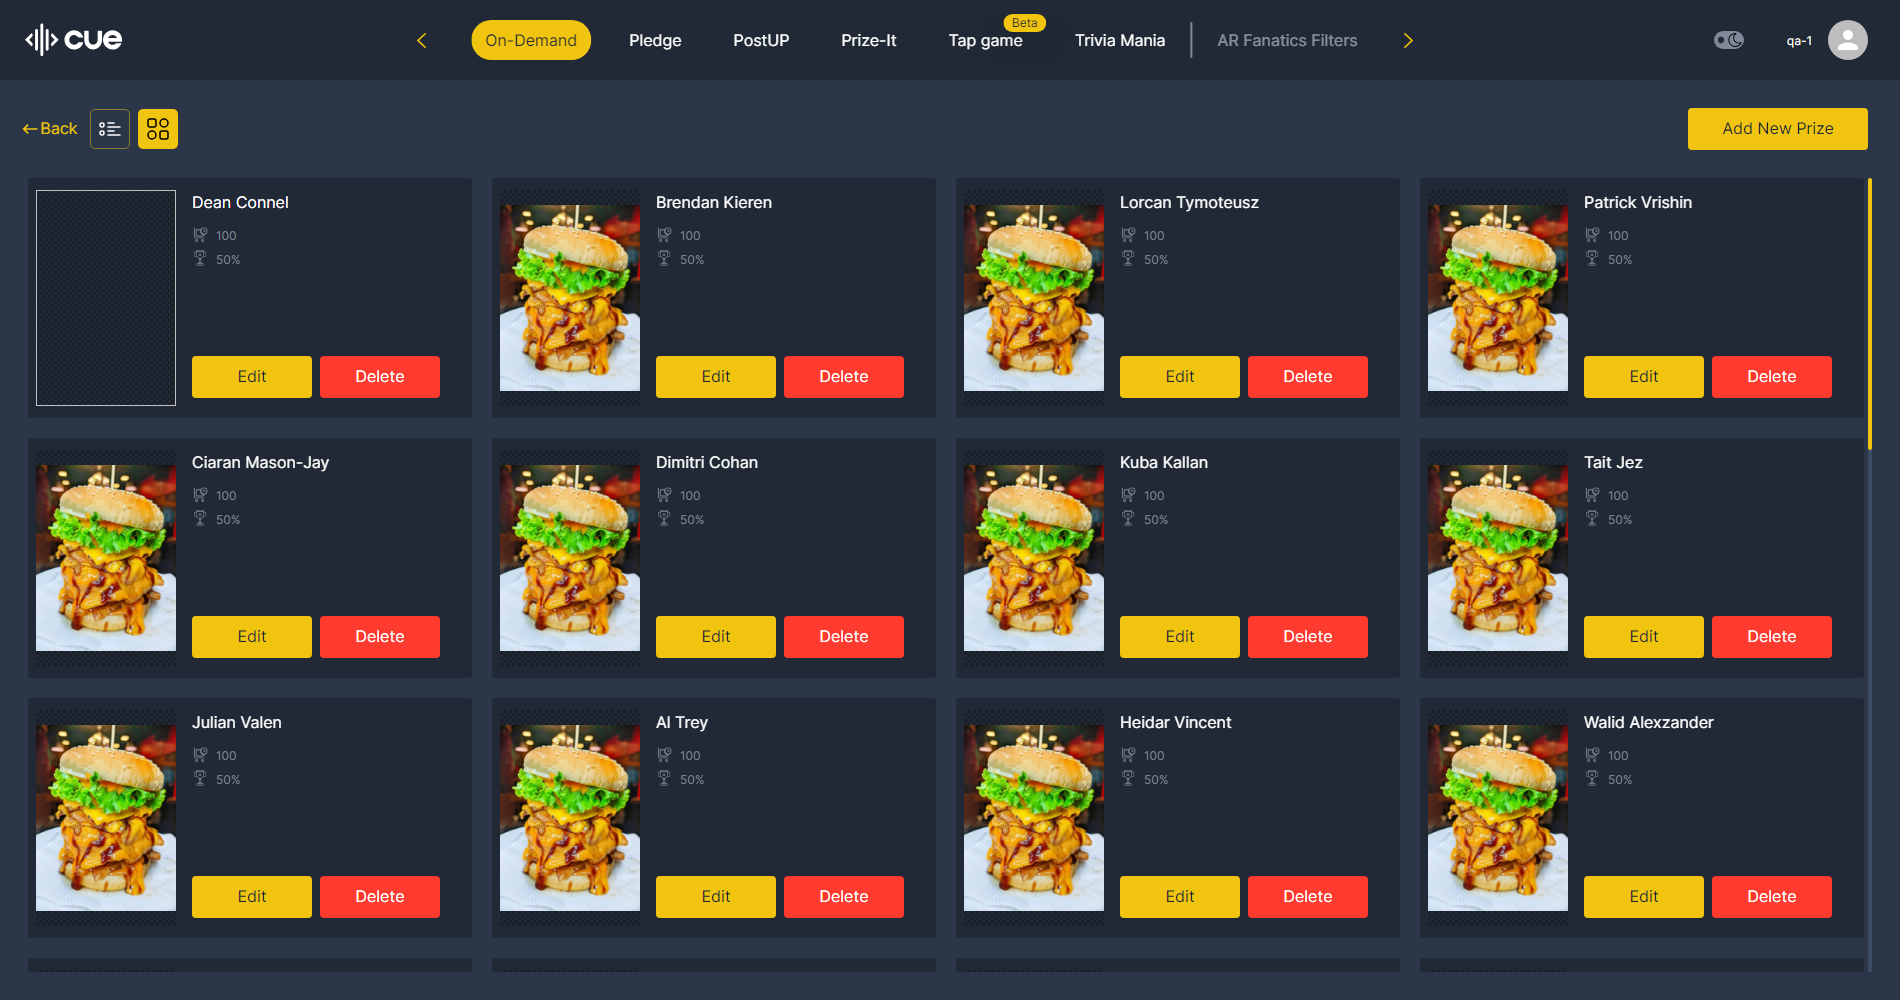 cue
On-Demand
Pledge
PostUP
Prize-It
Tap game
Beta
Trivia Mania
AR Fanatics Filters
qa-1
Back
Add New Prize
Dean Connel
100
50%
Edit
Delete
Brendan Kieren
100
50%
Edit
Delete
Lorcan Tymoteusz
100
50%
Edit
Delete
Patrick Vrishin
100
50%
Edit
Delete
Ciaran Mason-Jay
100
50%
Edit
Delete
Dimitri Cohan
100
50%
Edit
Delete
Kuba Kallan
100
50%
Edit
Delete
Tait Jez
100
50%
Edit
Delete
Julian Valen
100
50%
Edit
Delete
Al Trey
100
50%
Edit
Delete
Heidar Vincent
100
50%
Edit
Delete
Walid Alexzander
100
50%
Edit
Delete